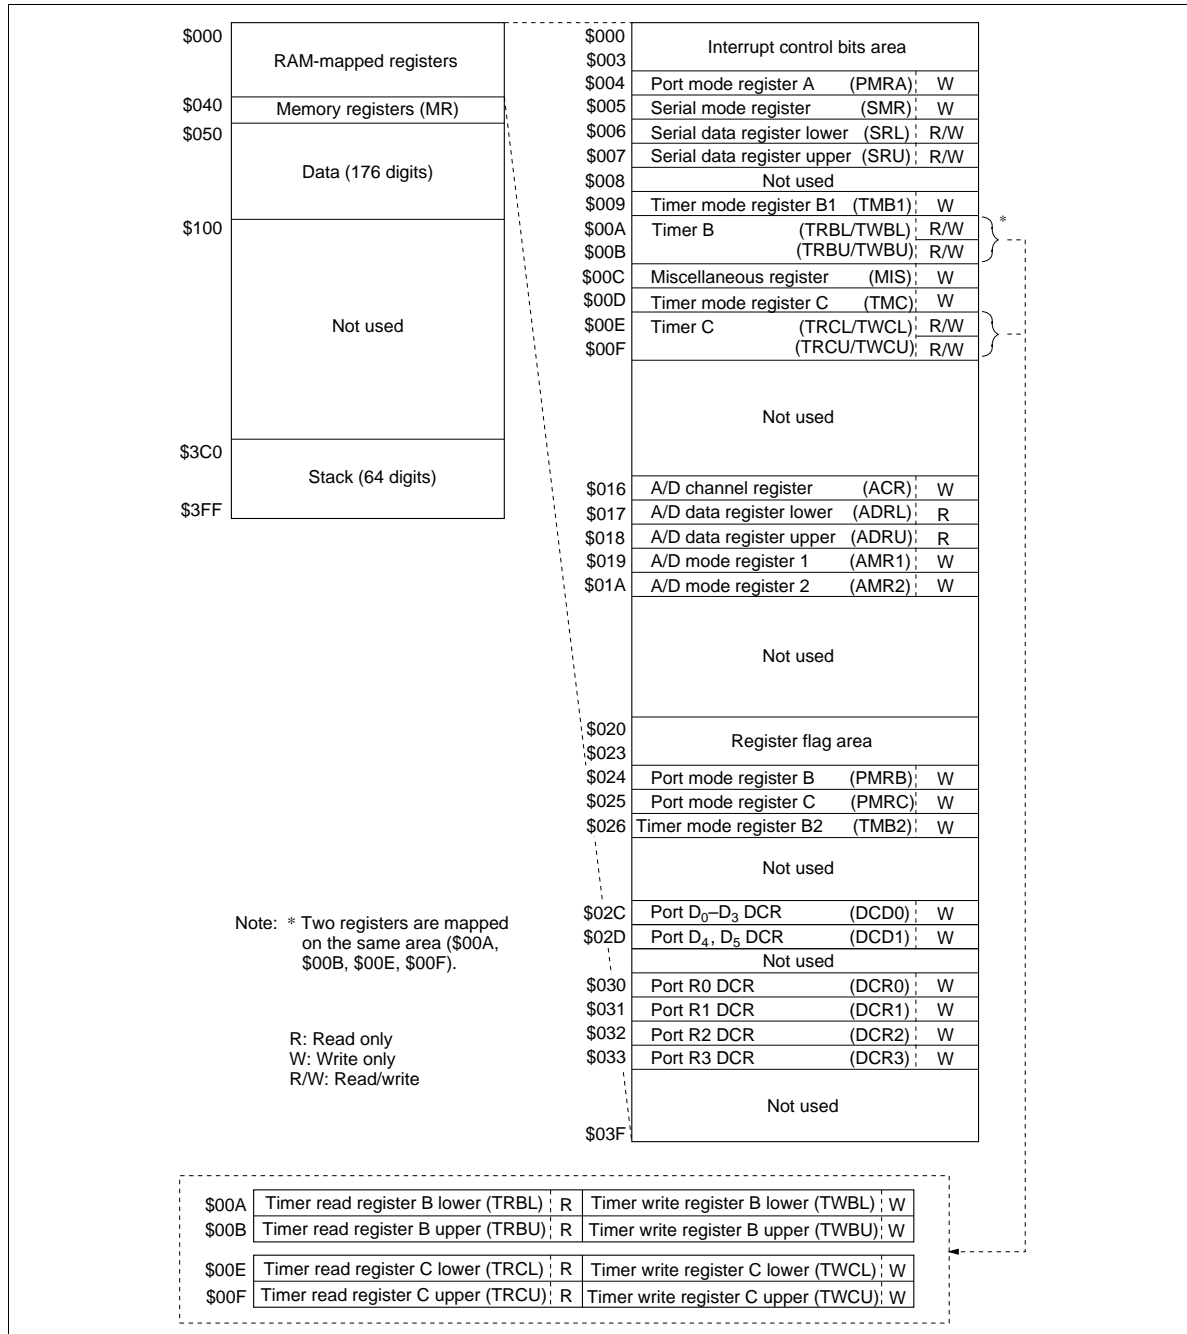 $000
RAM-mapped registers
$040
Memory registers (MR)
$050
Data (176 digits)
$100
Not used
$3C0
Stack (64 digits)
$3FF
$000
Interrupt control bits area
$003
$004 Port mode register A (PMRA) W
$005 Serial mode register (SMR) W
$006 Serial data register lower (SRL) R/W
$007 Serial data register upper (SRU) R/W
$008 Not used
$009 Timer mode register B1 (TMB1) W
$00A Timer B (TRBL/TWBL) R/W *
$00B (TRBU/TWBU) R/W
$00C Miscellaneous register (MIS) W
$00D Timer mode register C (TMC) W
$00E Timer C (TRCL/TWCL) R/W
$00F (TRCU/TWCU) R/W
Not used
$016 A/D channel register (ACR) W
$017 A/D data register lower (ADRL) R
$018 A/D data register upper (ADRU) R
$019 A/D mode register 1 (AMR1) W
$01A A/D mode register 2 (AMR2) W
Not used
$020
Register flag area
$023
$024 Port mode register B (PMRB) W
$025 Port mode register C (PMRC) W
$026 Timer mode register B2 (TMB2) W
Not used
$02C Port D0–D3 DCR (DCD0) W
$02D Port D4, D5 DCR (DCD1) W
Not used
$030 Port R0 DCR (DCR0) W
$031 Port R1 DCR (DCR1) W
$032 Port R2 DCR (DCR2) W
$033 Port R3 DCR (DCR3) W
Not used
$03F
Note: * Two registers are mapped
on the same area ($00A,
$00B, $00E, $00F).
R: Read only
W: Write only
R/W: Read/write
$00A Timer read register B lower (TRBL) R Timer write register B lower (TWBL) W
$00B Timer read register B upper (TRBU) R Timer write register B upper (TWBU) W
$00E Timer read register C lower (TRCL) R Timer write register C lower (TWCL) W
$00F Timer read register C upper (TRCU) R Timer write register C upper (TWCU) W